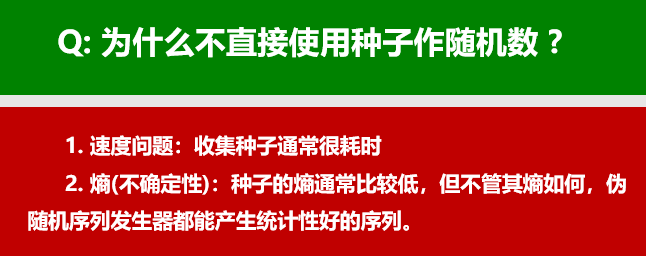 Q: 为什么不直接使用种子作随机数？
1. 速度问题：收集种子通常很耗时
2. 熵(不确定性)：种子的熵通常比较低，但不管其熵如何，伪
随机序列发生器都能产生统计性好的序列。